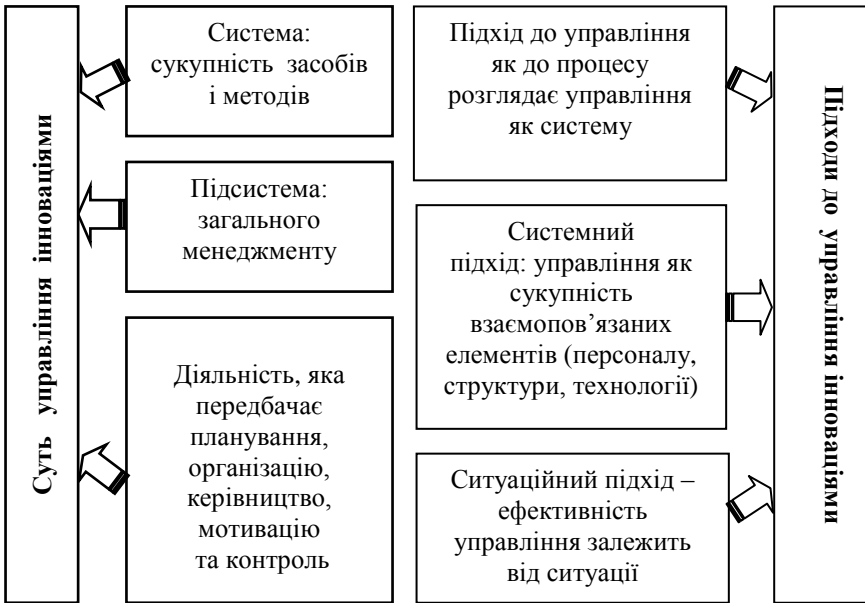 Суть управління інноваціями
Система:
сукупність засобів
і методів
Підсистема:
загального
менеджменту
Діяльність, яка
передбачає
планування,
організацію,
керівництво,
мотивацію
та контроль
Підхід до управління
як до процесу
розглядає управління
як систему
Системний
підхід: управління як
сукупність
взаємопов’язаних
елементів (персоналу,
структури, технології)
Ситуаційний підхід –
ефективність
управління залежить
від ситуації
Підходи до управління інноваціями